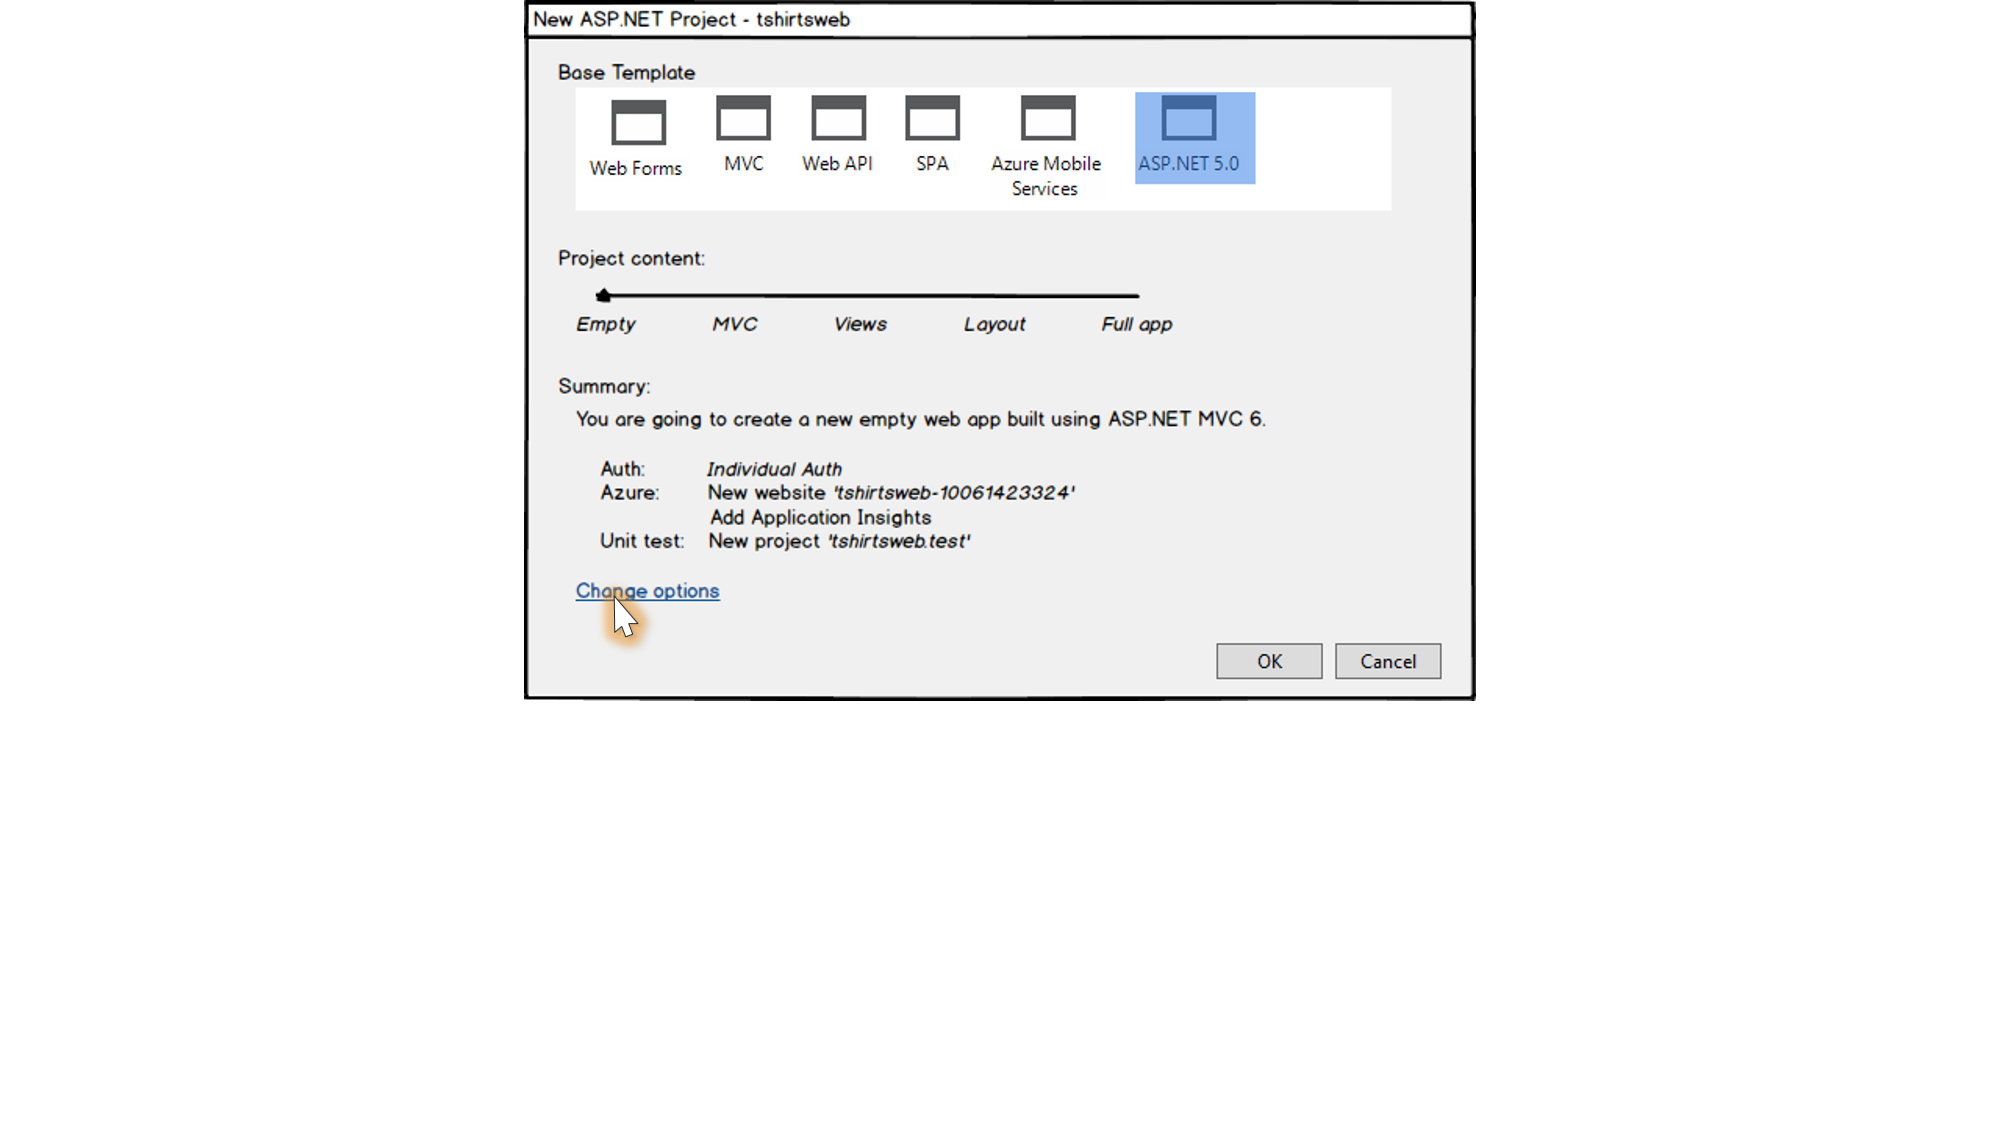 New ASP.NET Project - tshirtsweb
Base Template
Web Forms MVC Web API SPA Azure Mobile Services ASP.NET 5.0
Project content:
Empty MVC Views Layout Full app
Summary:
You are going to create a new empty web app built using ASP.NET MVC 6.
Auth: Individual Auth
Azure: New website 'tshirtsweb-10061423324'
Add Application Insights
Unit test: New project 'tshirtsweb.test'
Change options
OK Cancel